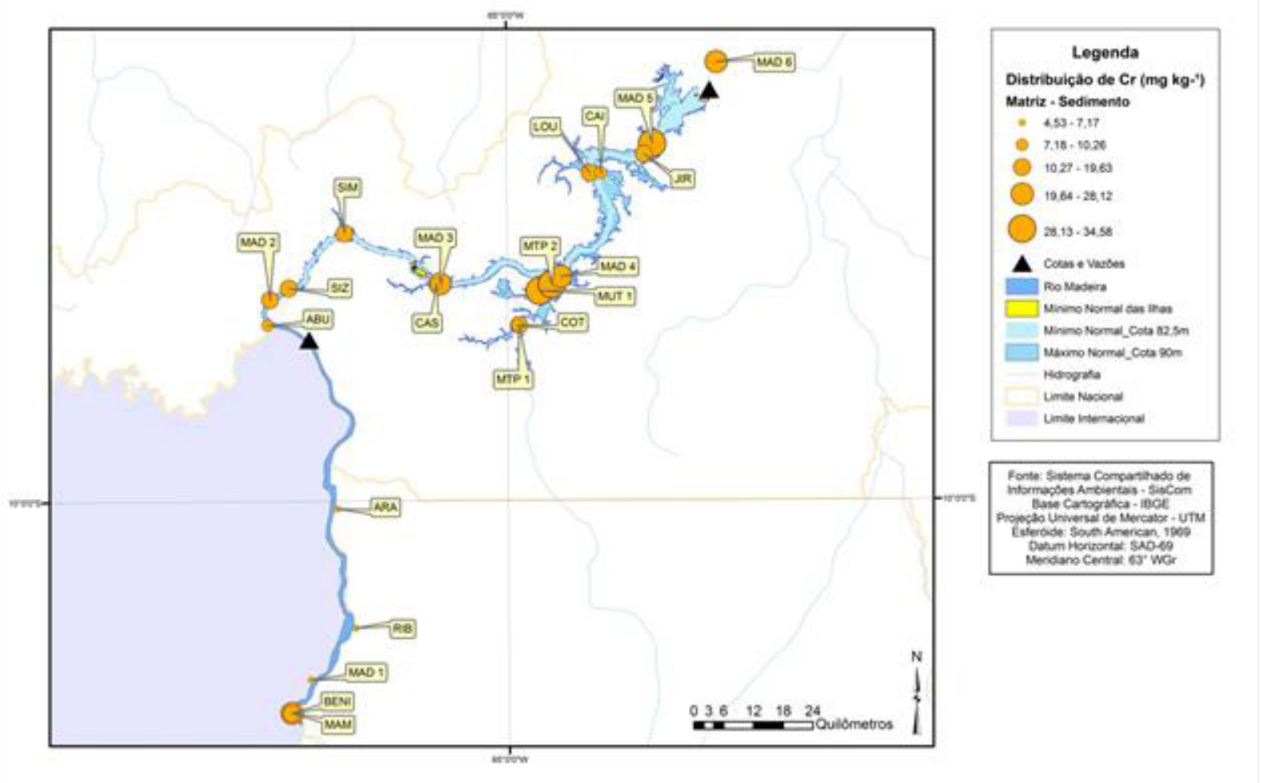 MAD 6
MAD 5
CAI
LOU
JIR
SIM
MAD 2
MAD 3
MTP 2
MAD 4
SIZ
MUT 1
ABU
CAS
COT
MTP 1
ARA
RIB
MAD 1
BENI
MAM
N
0 3 6 12 18 24
Quilômetros
Legenda
Distribuição de Cr (mg kg-¹)
Matriz - Sedimento
4,53 - 7,17
7,18 - 10,26
10,27 - 19,63
19,64 - 28,12
28,13 - 34,58
Cotas e Vazões
Rio Madeira
Mínimo Normal das Ilhas
Mínimo Normal_Cota 82,5m
Máximo Normal_Cota 90m
Hidrografia
Limite Nacional
Limite Internacional
Fonte: Sistema Compartilhado de
Informações Ambientais - SisCom
Base Cartográfica - IBGE
Projeção Universal de Mercator - UTM
Esferóide: South American, 1969
Datum Horizontal: SAD-69
Meridiano Central: 63° WGr